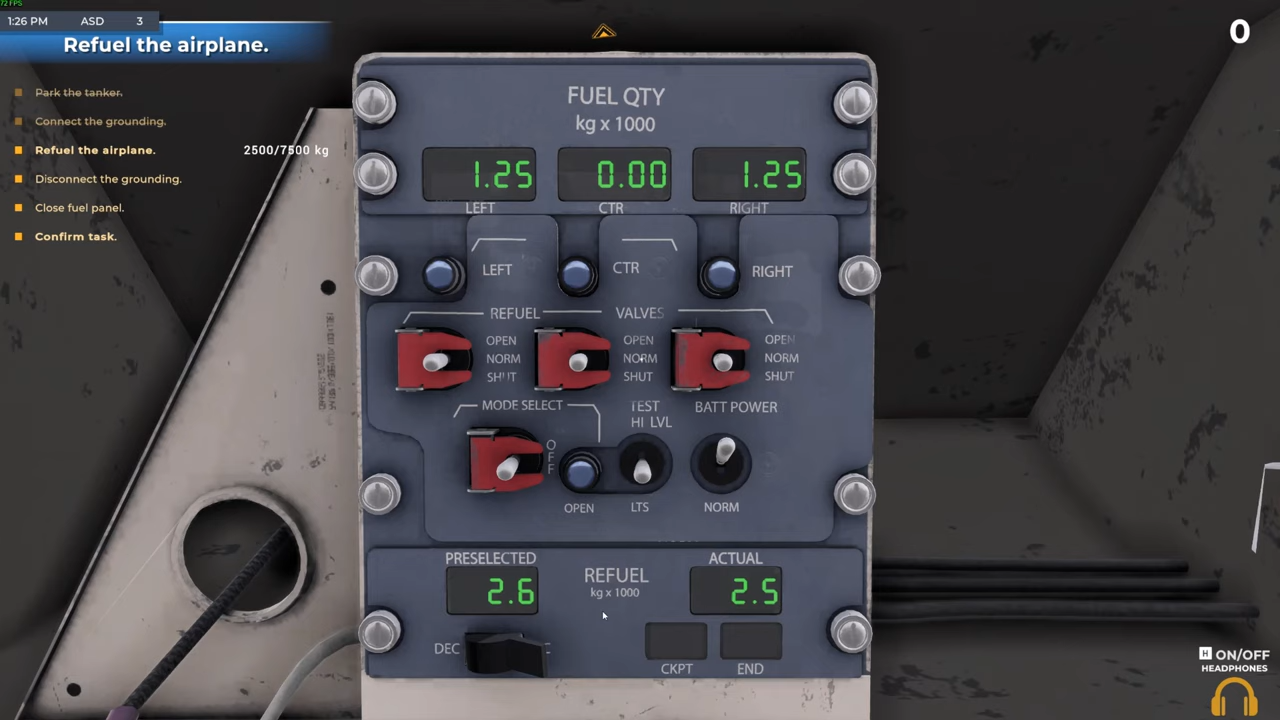 72 FPS
1:26 PM ASD 3
0
Refuel the airplane.
Park the tanker.
Connect the grounding.
Refuel the airplane. 2500/7500 kg
Disconnect the grounding.
Close fuel panel.
Confirm task.
FUEL QTY
kg x 1000
1.25 0.00 1.25
LEFT CTR RIGHT
LEFT CTR RIGHT
REFUEL VALVES
OPEN OPEN OPEN
NORM NORM NORM
SHUT SHUT SHUT
MODE SELECT TEST BATT POWER
HI LVL
OFF
OPEN LTS NORM
PRESELECTED ACTUAL
REFUEL
kg x 1000
2.6 2.5
DEC
CKPT END
H ON/OFF
HEADPHONES